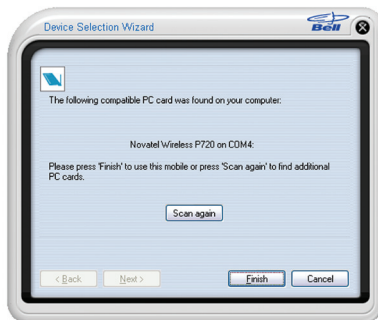 Device Selection Wizard
Bell
The following compatible PC card was found on your computer:
Novatel Wireless P720 on COM4:
Please press 'Finish' to use this mobile or press 'Scan again' to find additional
PC cards.
Scan again
< Back Next > Finish Cancel